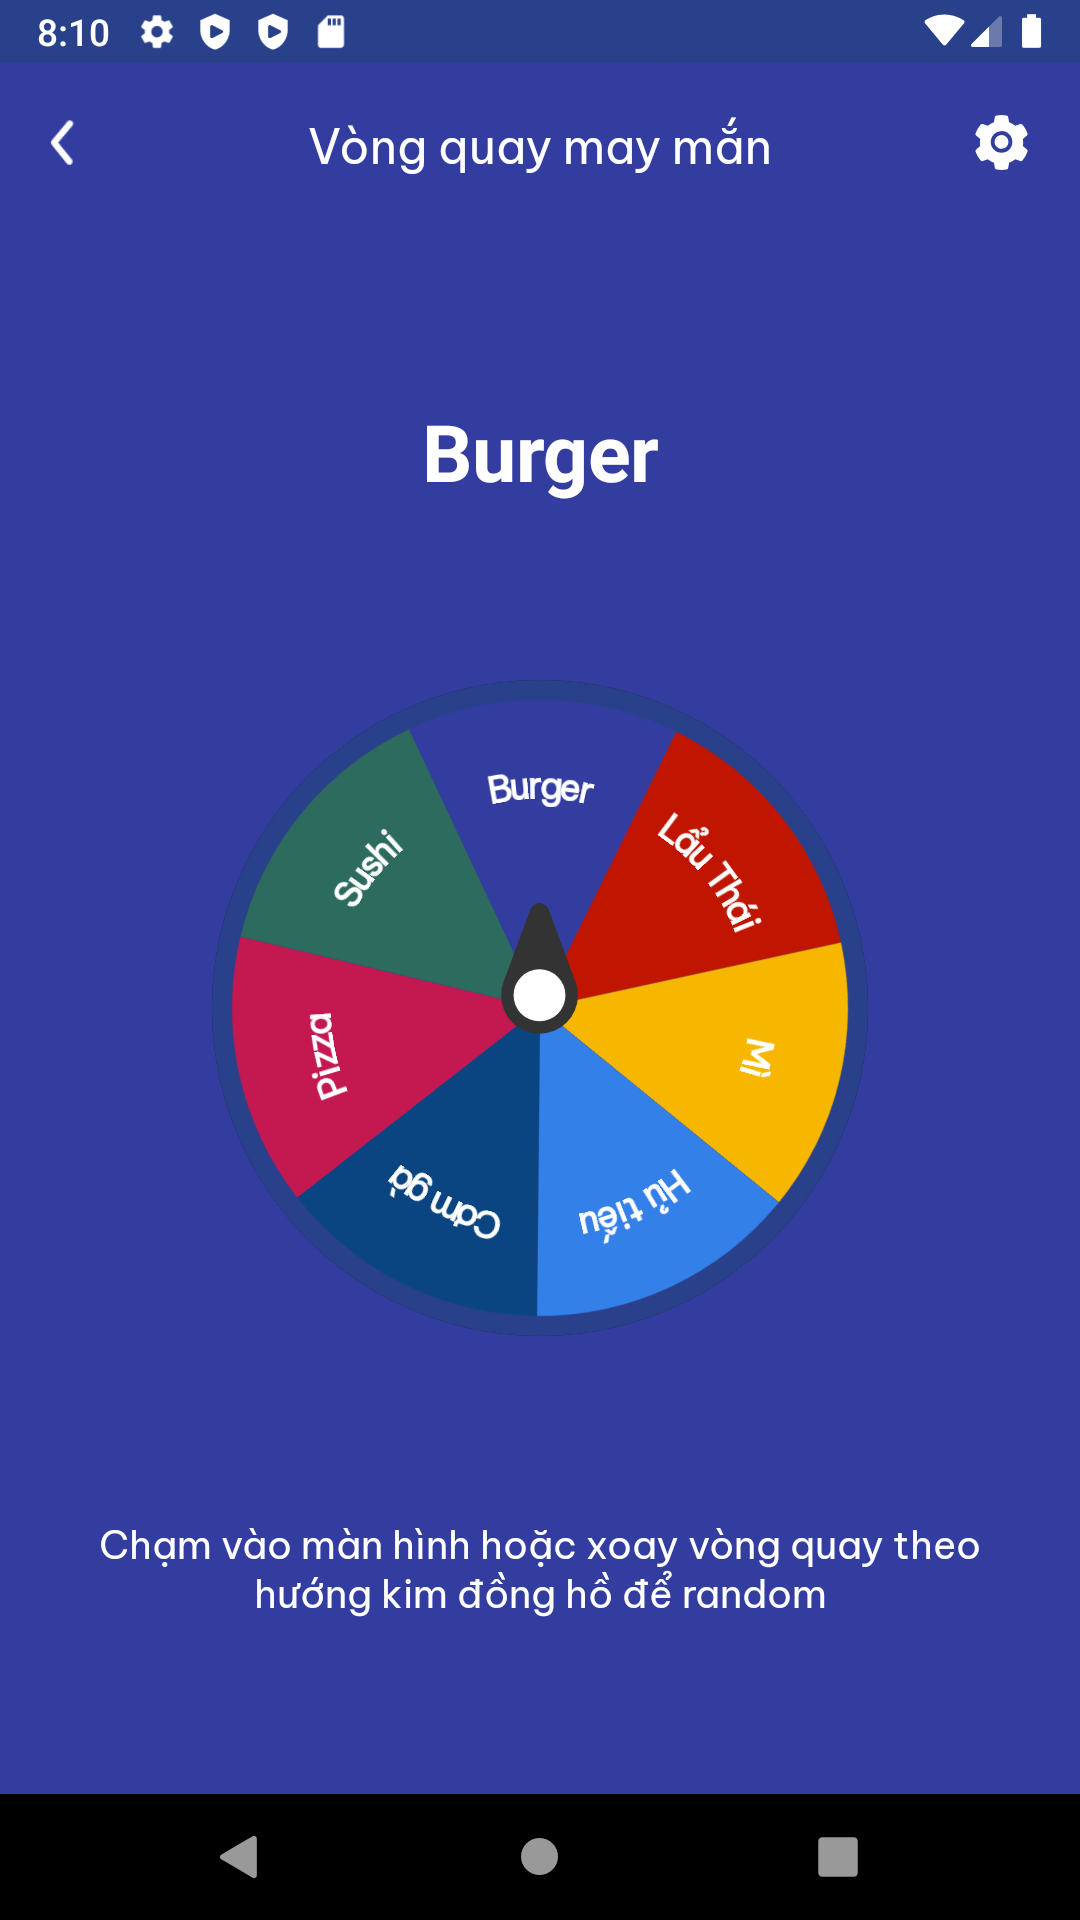 8:10
Vòng quay may mắn
Burger
Burger
Lẩu Thái
Mì
Hủ tiếu
Cơm gà
Pizza
Sushi
Chạm vào màn hình hoặc xoay vòng quay theo
hướng kim đồng hồ để random